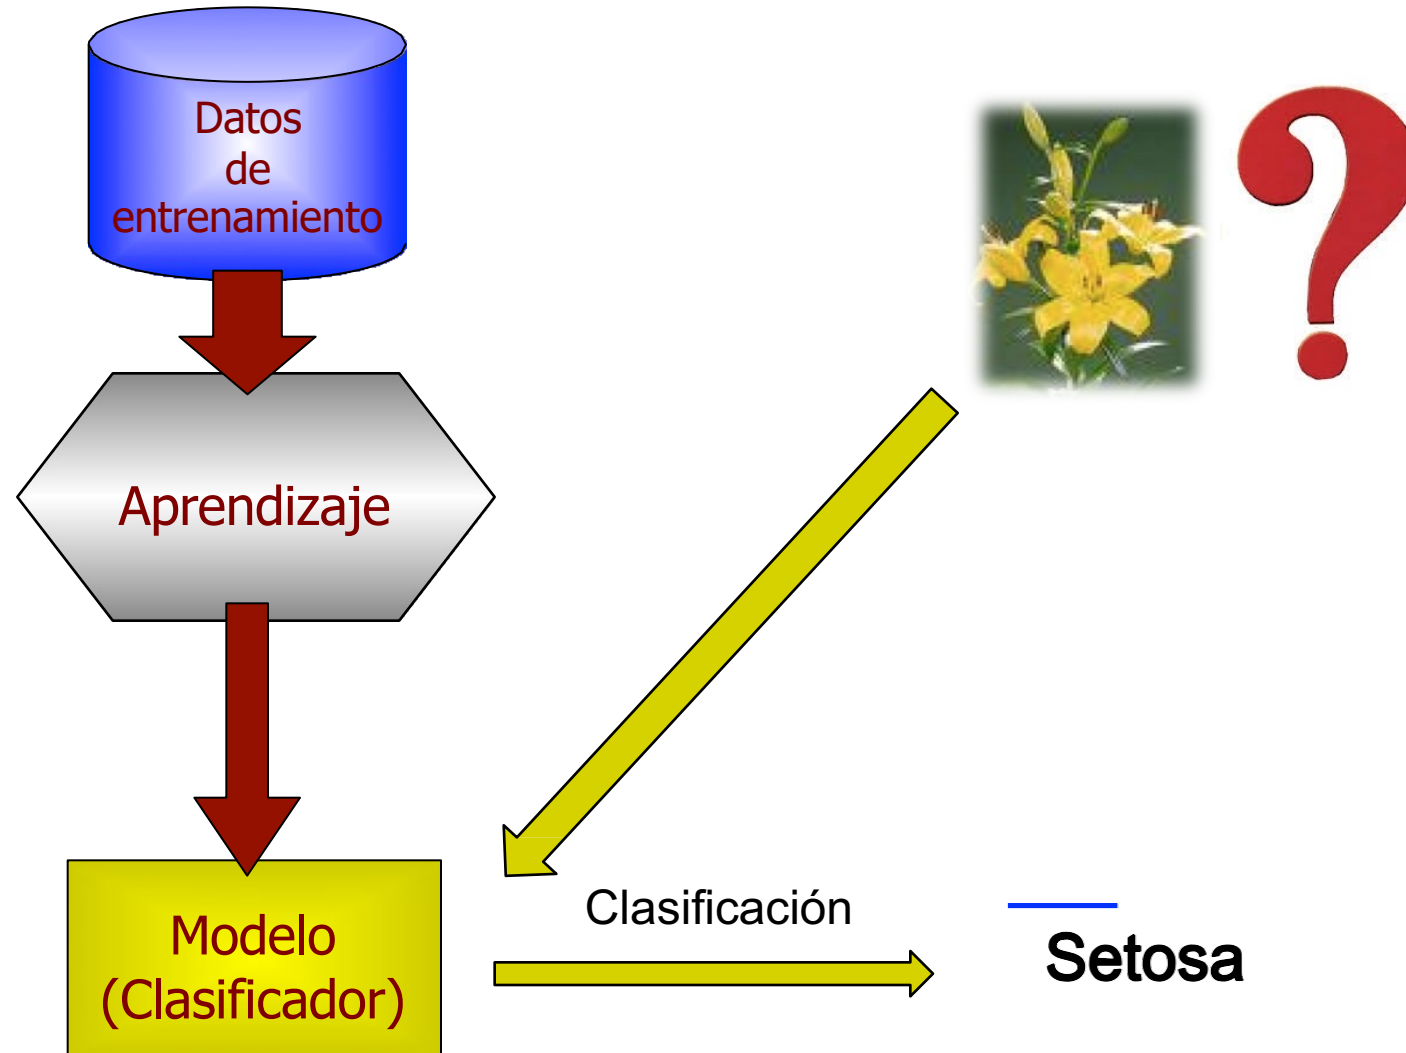 Datos
de
entrenamiento
?
Aprendizaje
Modelo
(Clasificador)
Clasificación
Setosa